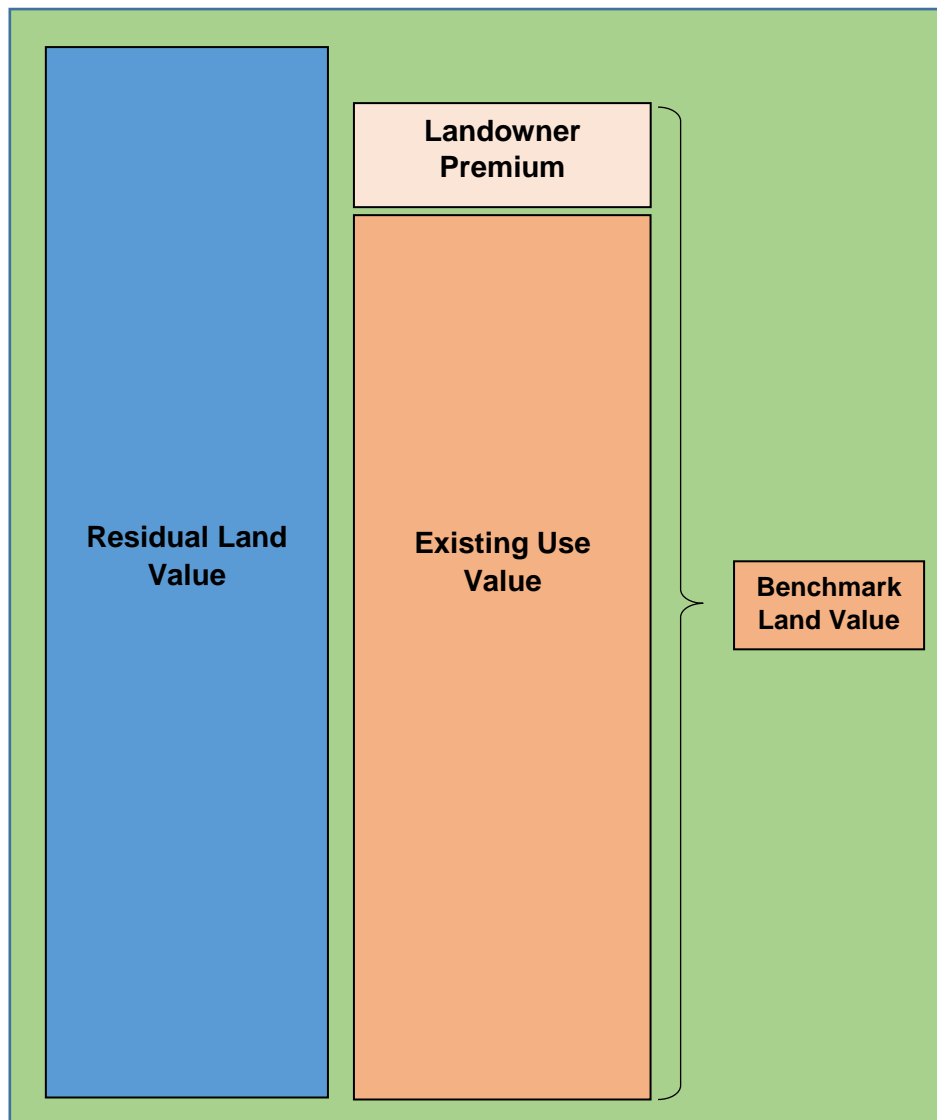 Landowner
Premium
Residual Land
Value
Existing Use
Value
Benchmark
Land Value